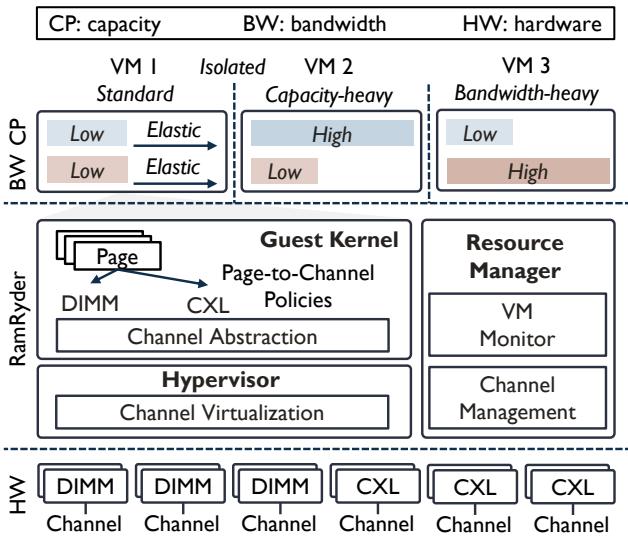 CP: capacity BW: bandwidth HW: hardware
VM 1 Isolated VM 2 VM 3
Standard Capacity-heavy Bandwidth-heavy
BW CP
Low Elastic High Low
Low Elastic Low High
RamRyder
Guest Kernel
Page
Page-to-Channel
Policies
DIMM CXL
Channel Abstraction
Hypervisor
Channel Virtualization
Resource
Manager
VM
Monitor
Channel
Management
HW
DIMM DIMM DIMM CXL CXL CXL
Channel Channel Channel Channel Channel Channel